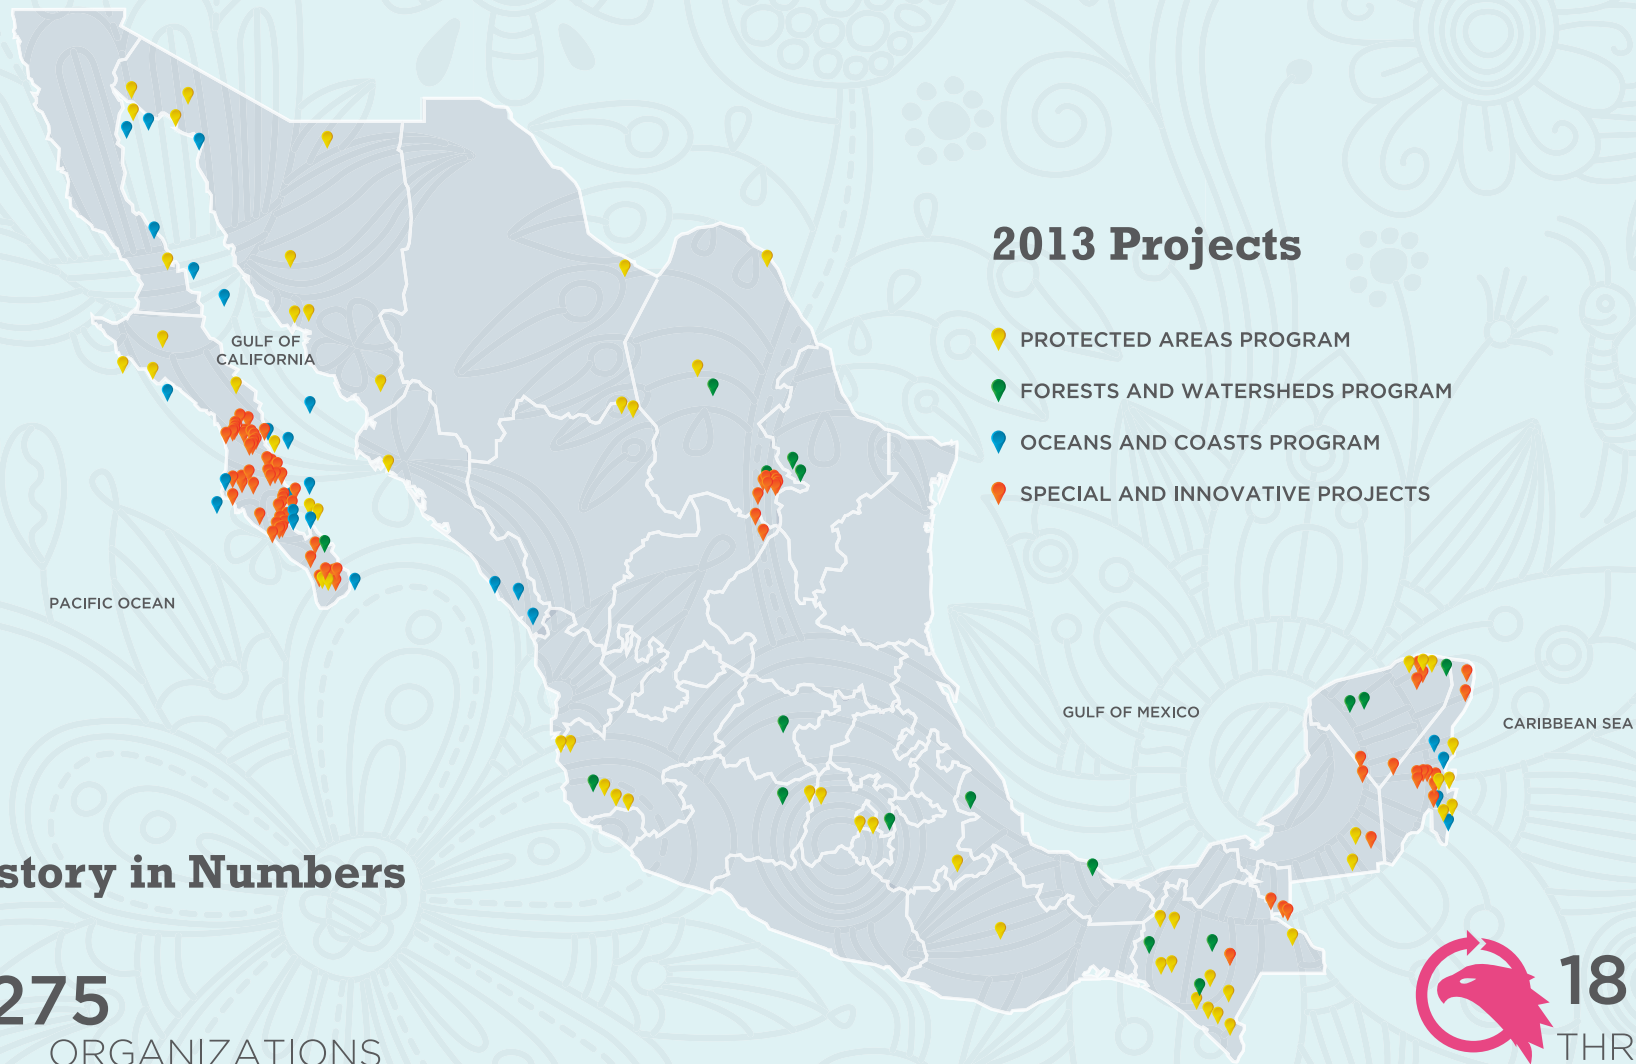 2013 Projects
PROTECTED AREAS PROGRAM
FORESTS AND WATERSHEDS PROGRAM
OCEANS AND COASTS PROGRAM
SPECIAL AND INNOVATIVE PROJECTS
GULF OF
CALIFORNIA
PACIFIC OCEAN
GULF OF MEXICO
CARIBBEAN SEA
story in Numbers
275
ORGANIZATIONS
18
THR